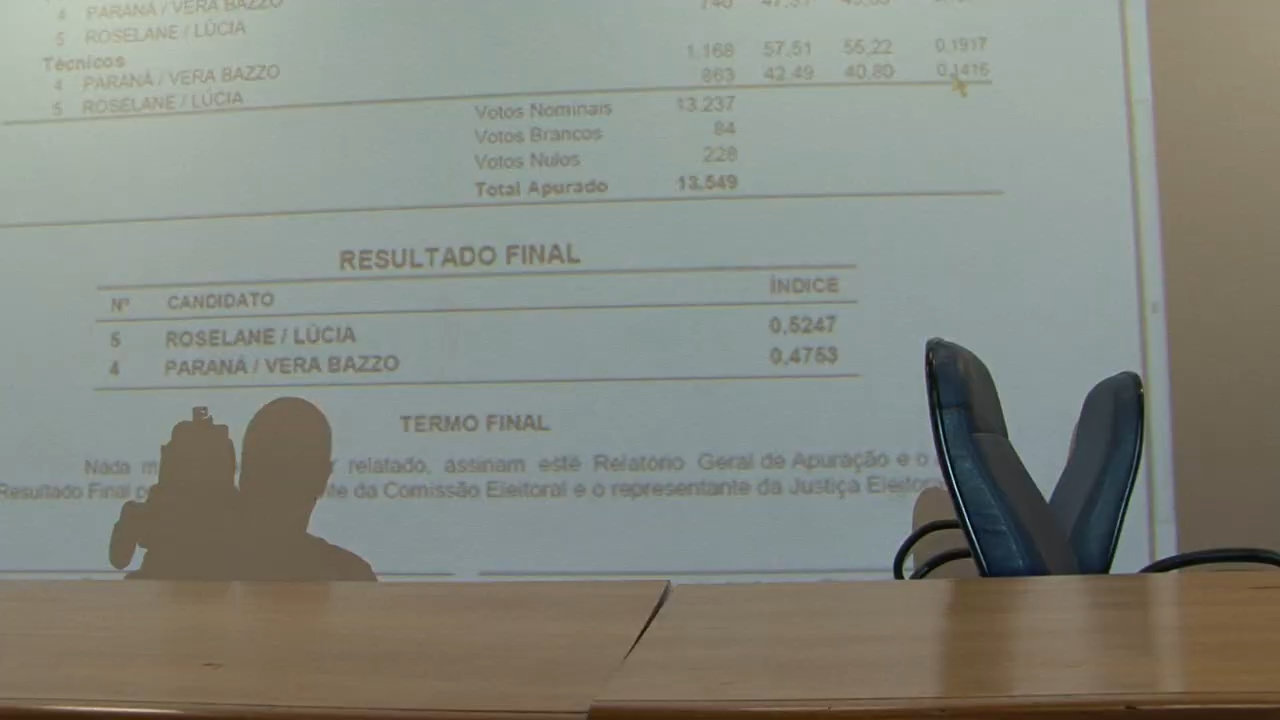 4 PARANÁ / VERA BAZZO
5 ROSELANE / LÚCIA
Técnicos
4 PARANÁ / VERA BAZZO 1.168 57,51 55,22 0,1917
5 ROSELANE / LÚCIA 863 42,49 40,80 0,1416
Votos Nominais 13.237
Votos Brancos 84
Votos Nulos 228
Total Apurado 13.549
RESULTADO FINAL
Nº CANDIDATO ÍNDICE
5 ROSELANE / LÚCIA 0,5247
4 PARANÁ / VERA BAZZO 0,4753
TERMO FINAL
Nada relatado, assinam este Relatório Geral de Apuração e o
Resultado Final da Comissão Eleitoral e o representante da Justiça